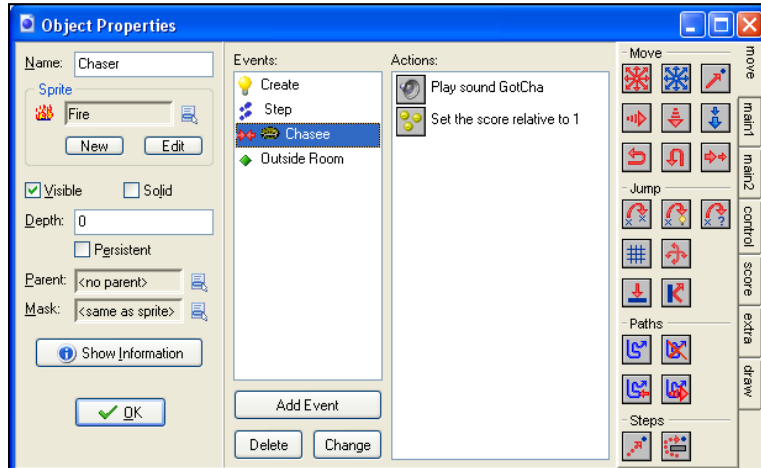 Object Properties
Name: Chaser
Sprite
Fire
New Edit
Visible Solid
Depth: 0
Persistent
Parent: <no parent>
Mask: <same as sprite>
Show Information
OK
Events:
Create
Step
Chasee
Outside Room
Add Event
Delete Change
Actions:
Play sound GotCha
Set the score relative to 1
Move
Jump
Paths
Steps
move
main1
main2
control
score
extra
draw